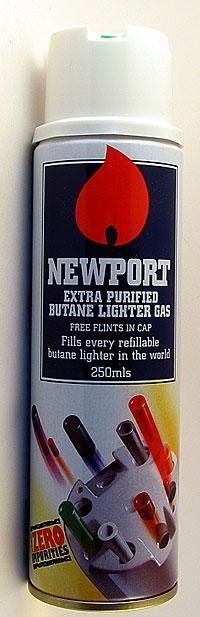 NEWPORT
EXTRA PURIFIED
BUTANE LIGHTER GAS
FREE FLINTS IN CAP
Fills every refillable
butane lighter in the world
250mls
ZERO
IMPURITIES